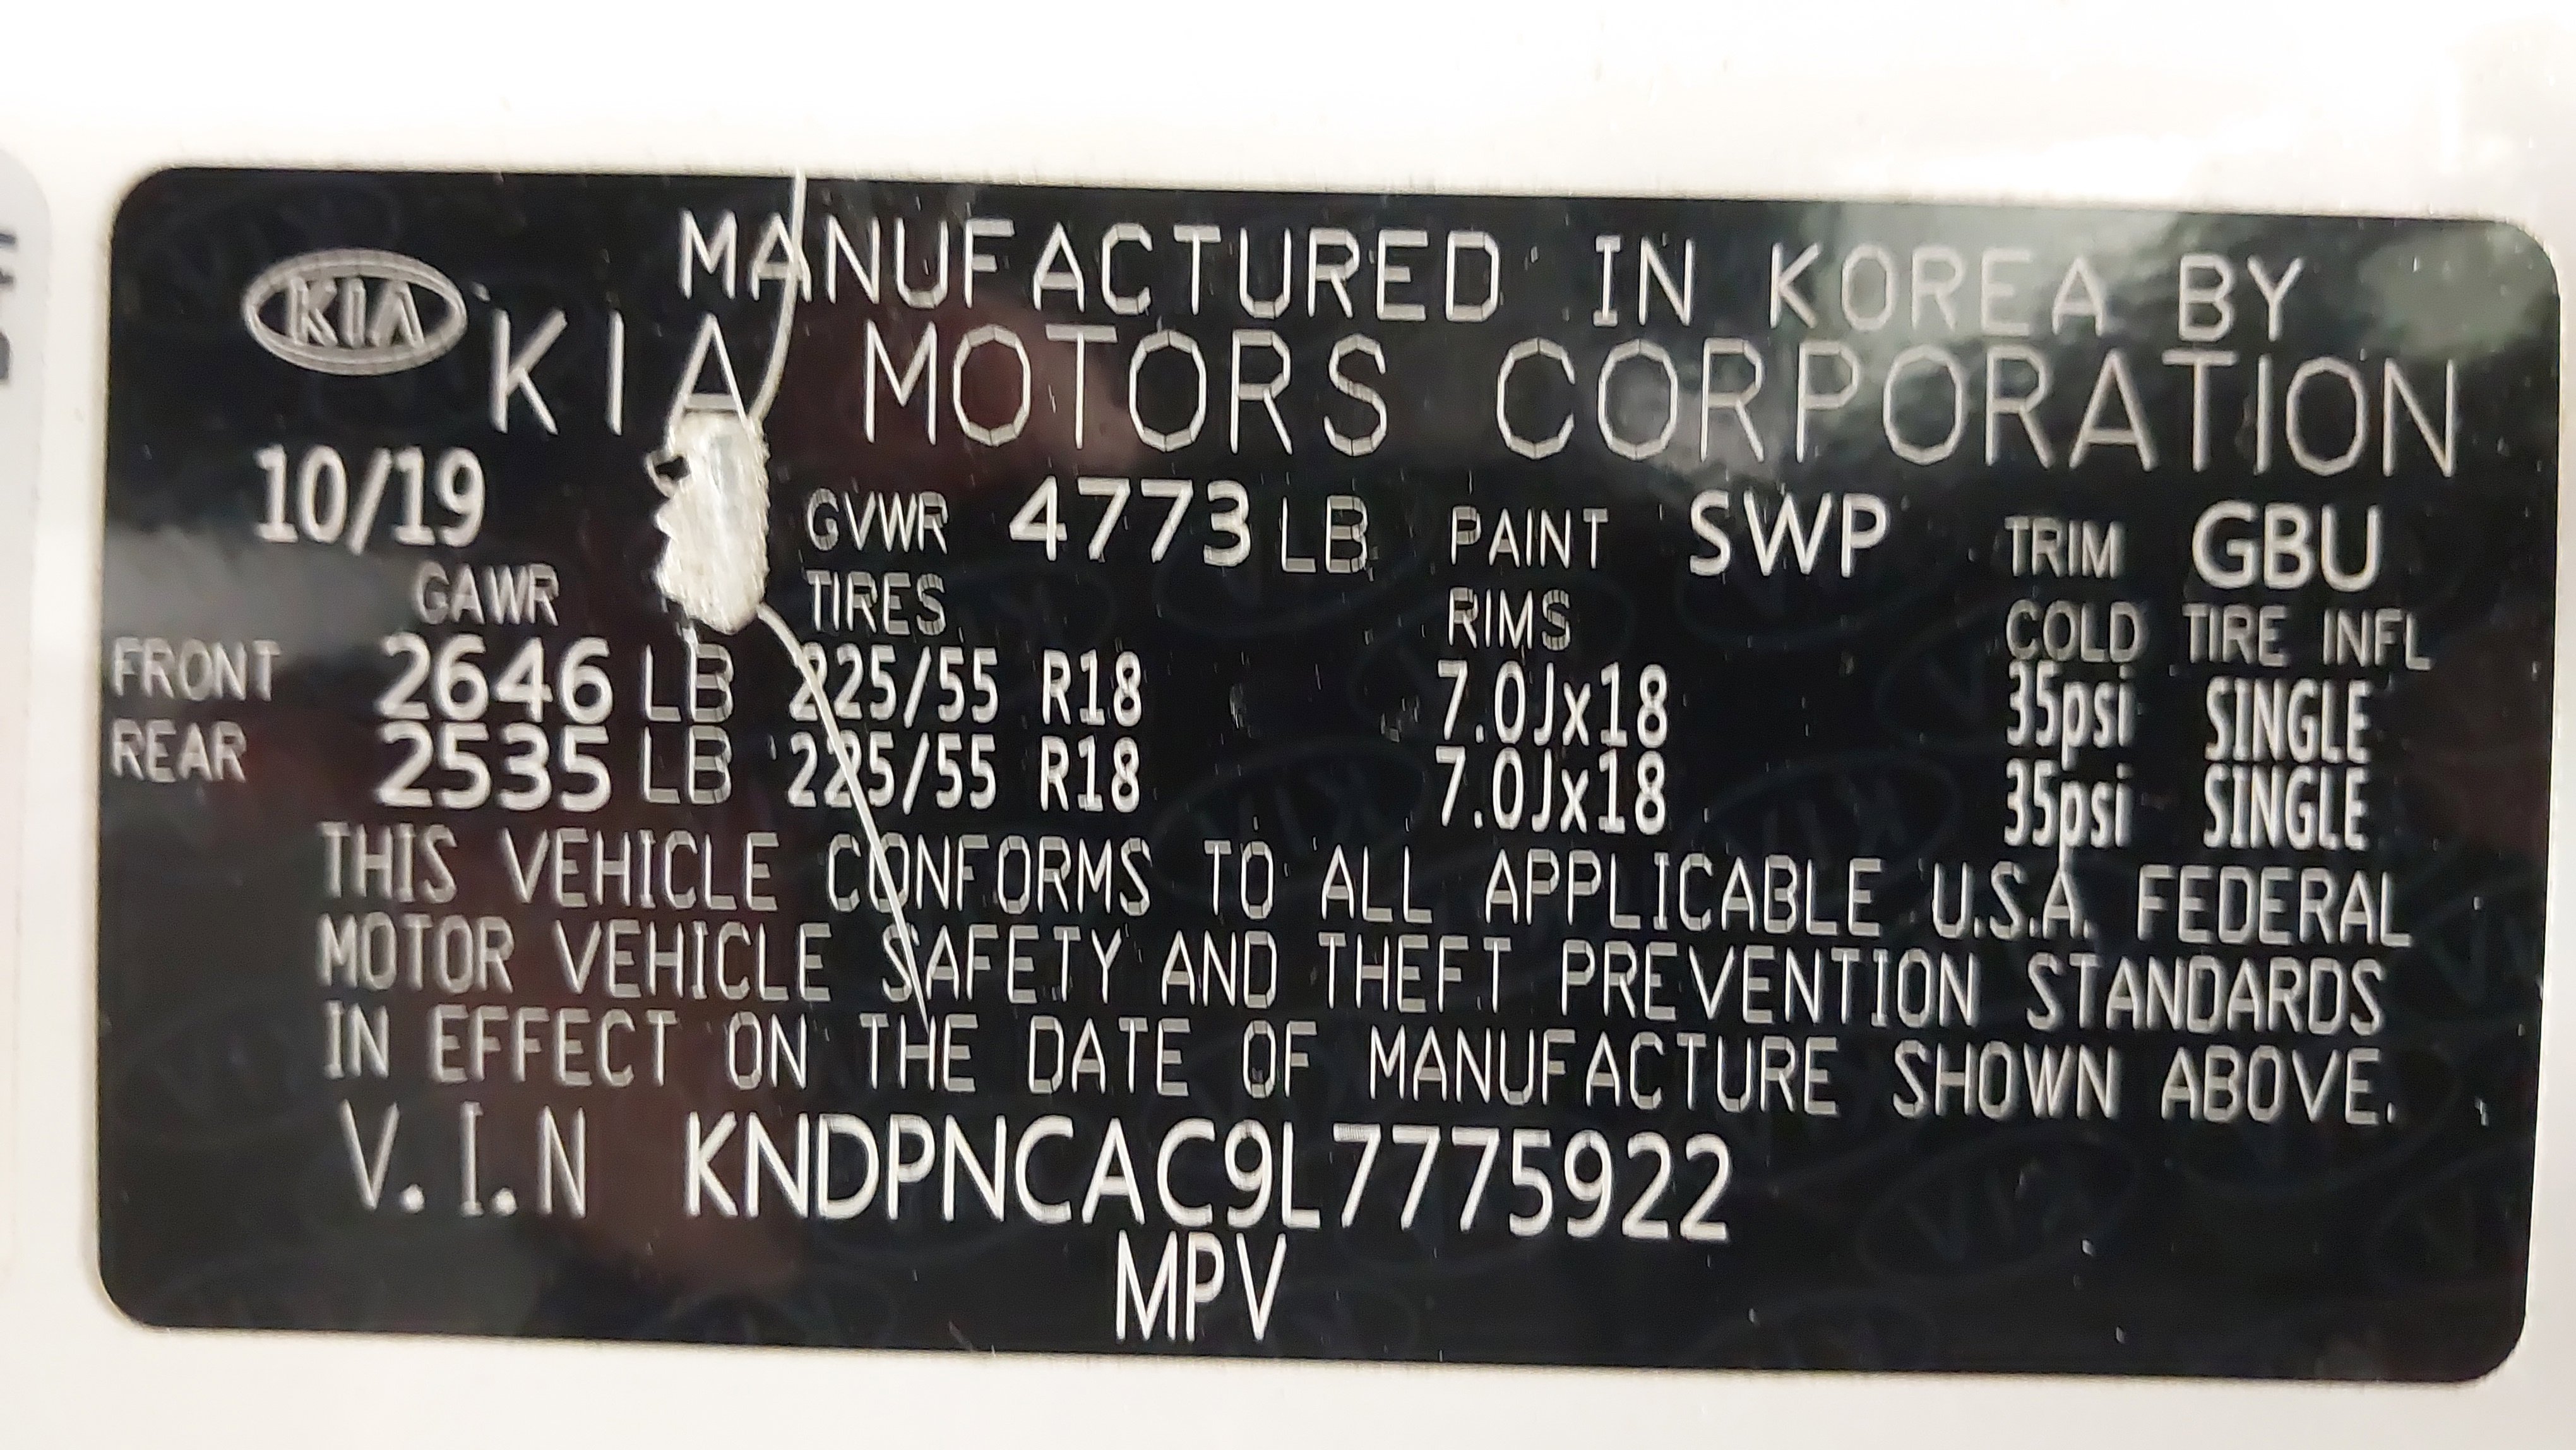 MANUFACTURED IN KOREA BY
KIA KIA MOTORS CORPORATION
10/19 GVWR 4773 LB PAINT SWP TRIM GBU
GAWR TIRES RIMS COLD TIRE INFL
FRONT 2646 LB 225/55 R18 7.0Jx18 35psi SINGLE
REAR 2535 LB 225/55 R18 7.0Jx18 35psi SINGLE
THIS VEHICLE CONFORMS TO ALL APPLICABLE U.S.A. FEDERAL
MOTOR VEHICLE SAFETY AND THEFT PREVENTION STANDARDS
IN EFFECT ON THE DATE OF MANUFACTURE SHOWN ABOVE.
V.I.N KNDPNCAC9L7775922
MPV